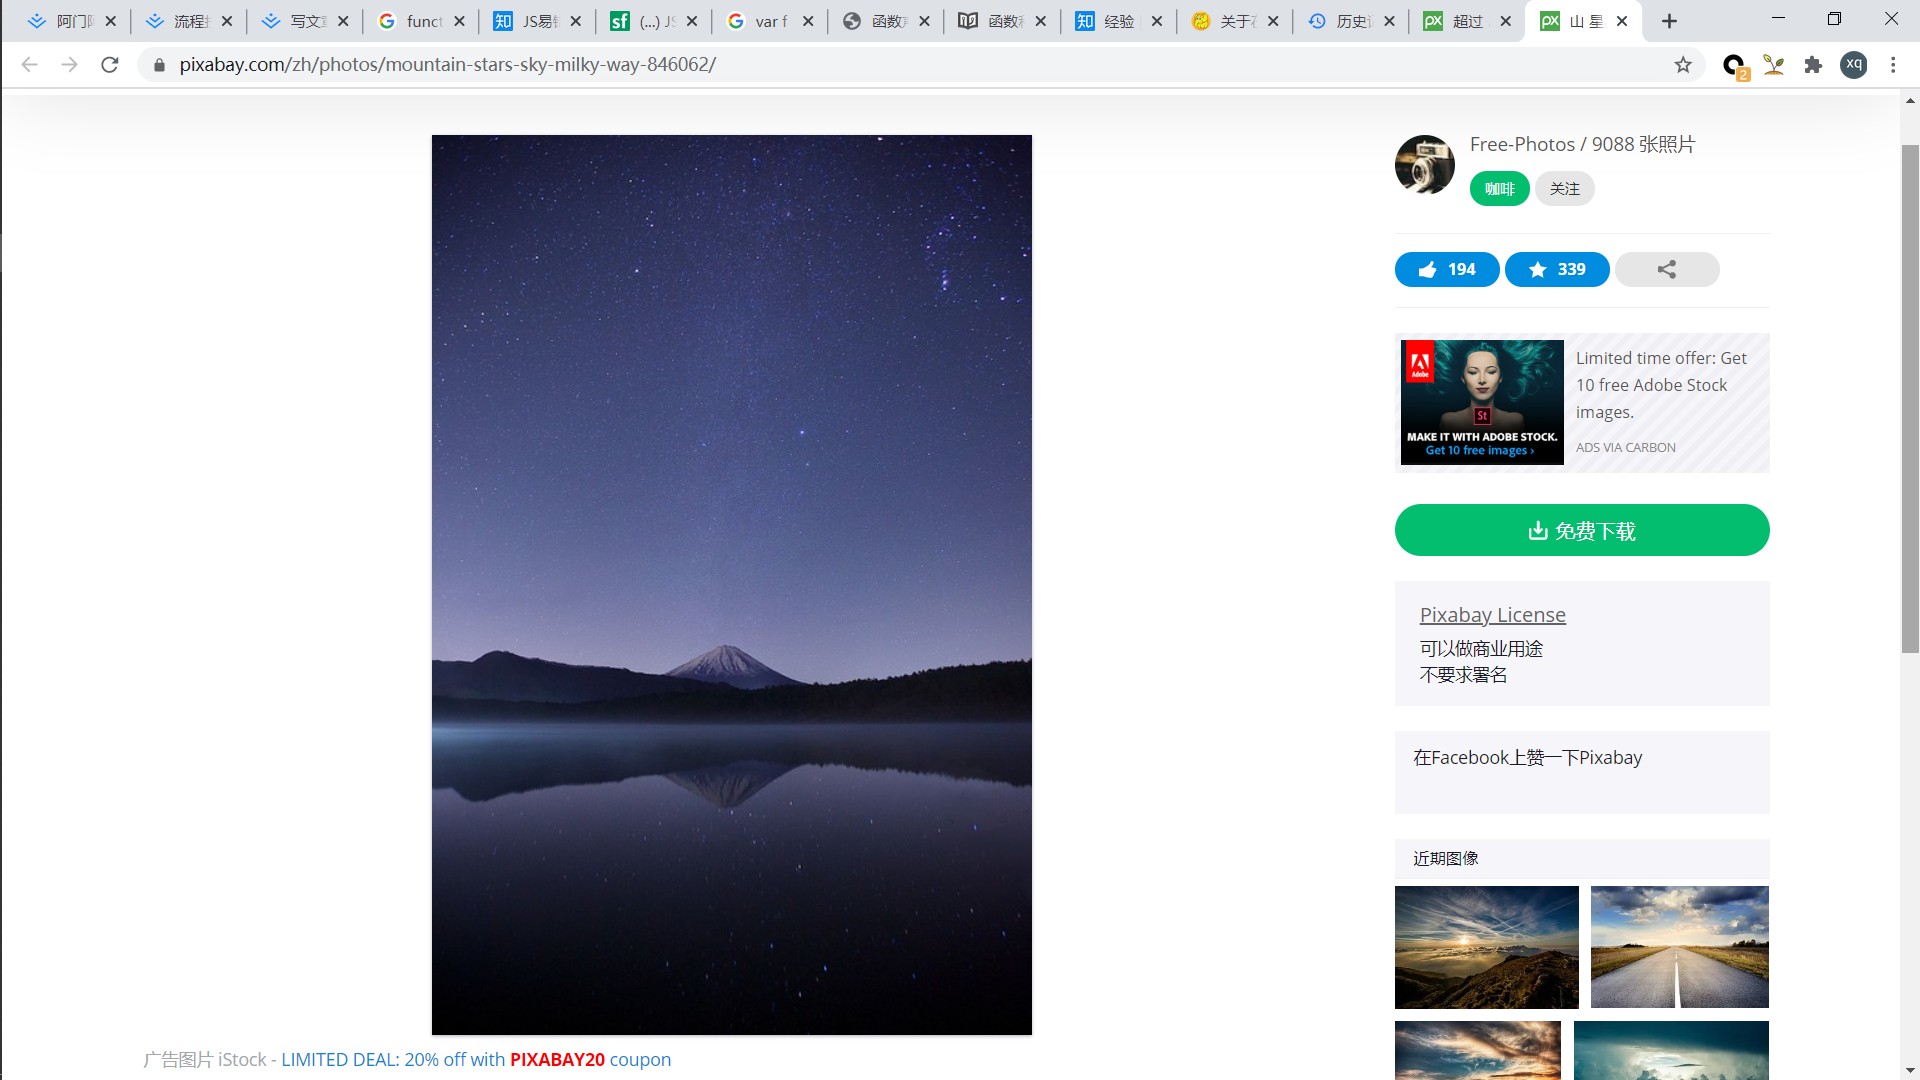 阿门
流程
写文章
funct
JS易
(...) JS
var f
函数
函数
经验
关于
历史
超过
山 星
pixabay.com/zh/photos/mountain-stars-sky-milky-way-846062/
2
xq
Free-Photos / 9088 张照片
咖啡 关注
194 339
Adobe
St
MAKE IT WITH ADOBE STOCK.
Get 10 free images ›
Limited time offer: Get
10 free Adobe Stock
images.
ADS VIA CARBON
免费下载
Pixabay License
可以做商业用途
不要求署名
在Facebook上赞一下Pixabay
近期图像
广告图片 iStock - LIMITED DEAL: 20% off with PIXABAY20 coupon